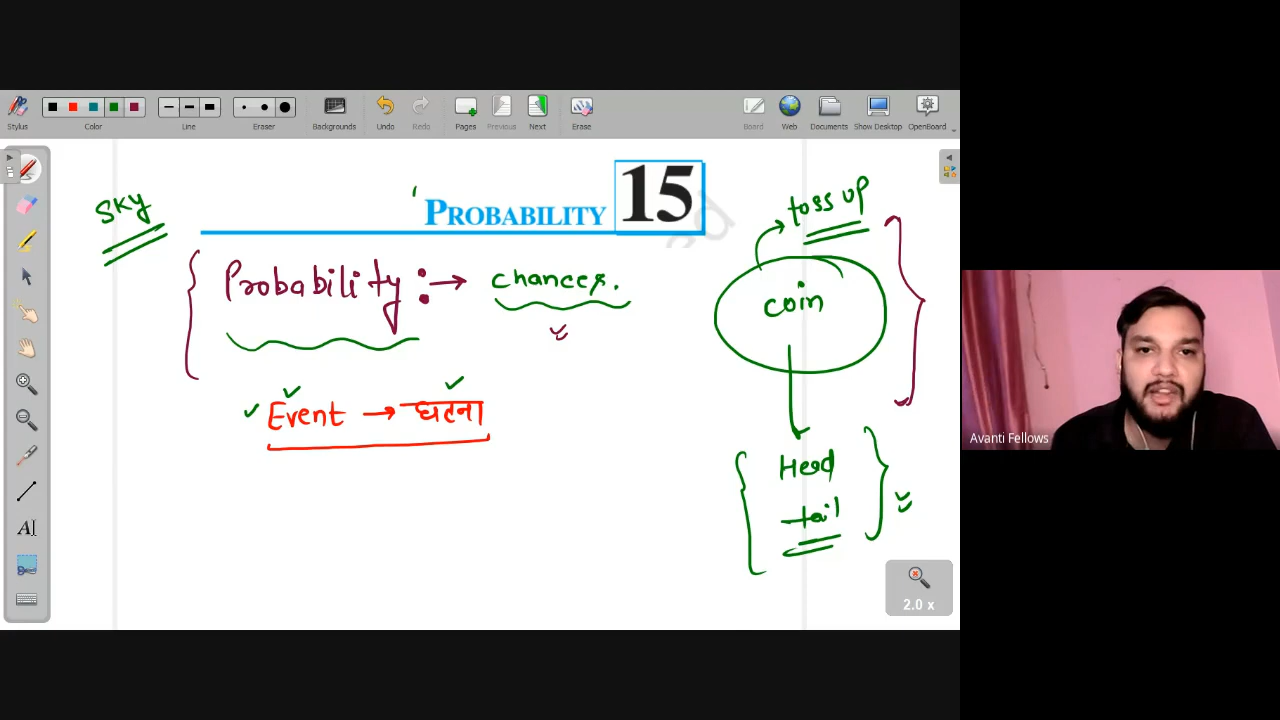 Stylus
Color
Line
Eraser
Backgrounds
Undo
Redo
Pages
Previous
Next
Erase
Board
Web
Documents
Show Desktop
OpenBoard
SKy
PROBABILITY 15
toss up
Probability :→ chances.
coin
Event → घटना
Head
tail
Avanti Fellows
2.0 x